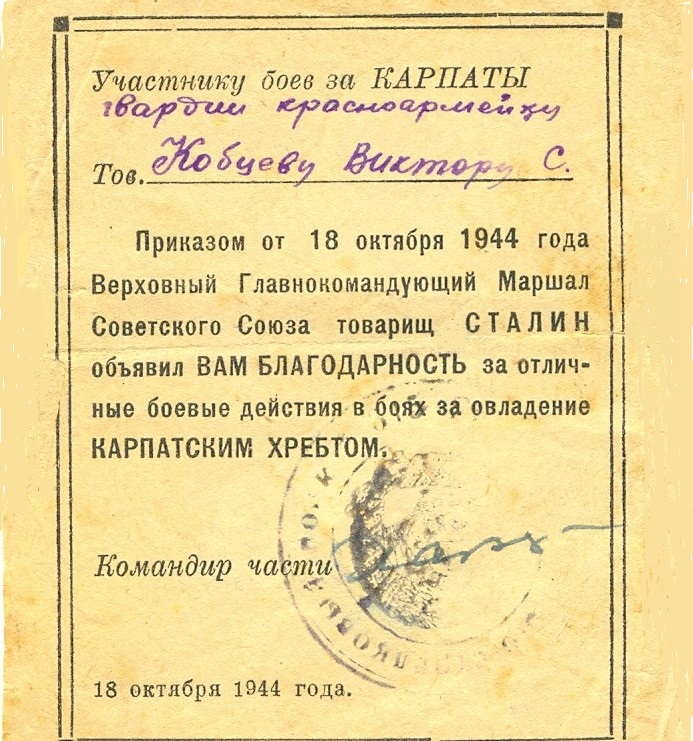 Участнику боев за КАРПАТЫ
гвардии красноармейцу
Тов. Кобцеву Виктору С.
Приказом от 18 октября 1944 года
Верховный Главнокомандующий Маршал
Советского Союза товарищ СТАЛИН
объявил ВАМ БЛАГОДАРНОСТЬ за отлич-
ные боевые действия в боях за овладение
КАРПАТСКИМ ХРЕБТОМ.
Командир части
18 октября 1944 года.